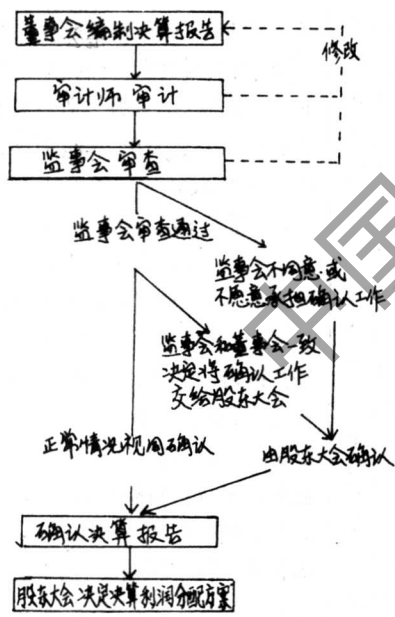 董事会编制决算报告
修改
审计师审计
监事会审查
监事会审查通过
监事会不同意或
不愿意承担确认工作
监事会和董事会一致
决定将确认工作
交给股东大会
正常情况视同确认
由股东大会确认
确认决算报告
股东大会决定决算利润分配方案
中国